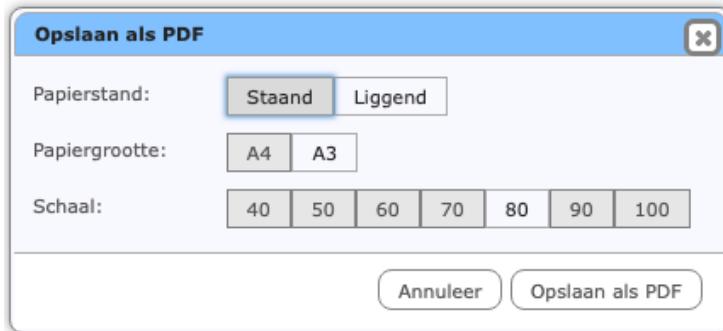 Opslaan als PDF
Papierstand: Staand Liggend
Papiergrootte: A4 A3
Schaal: 40 50 60 70 80 90 100
Annuleer Opslaan als PDF